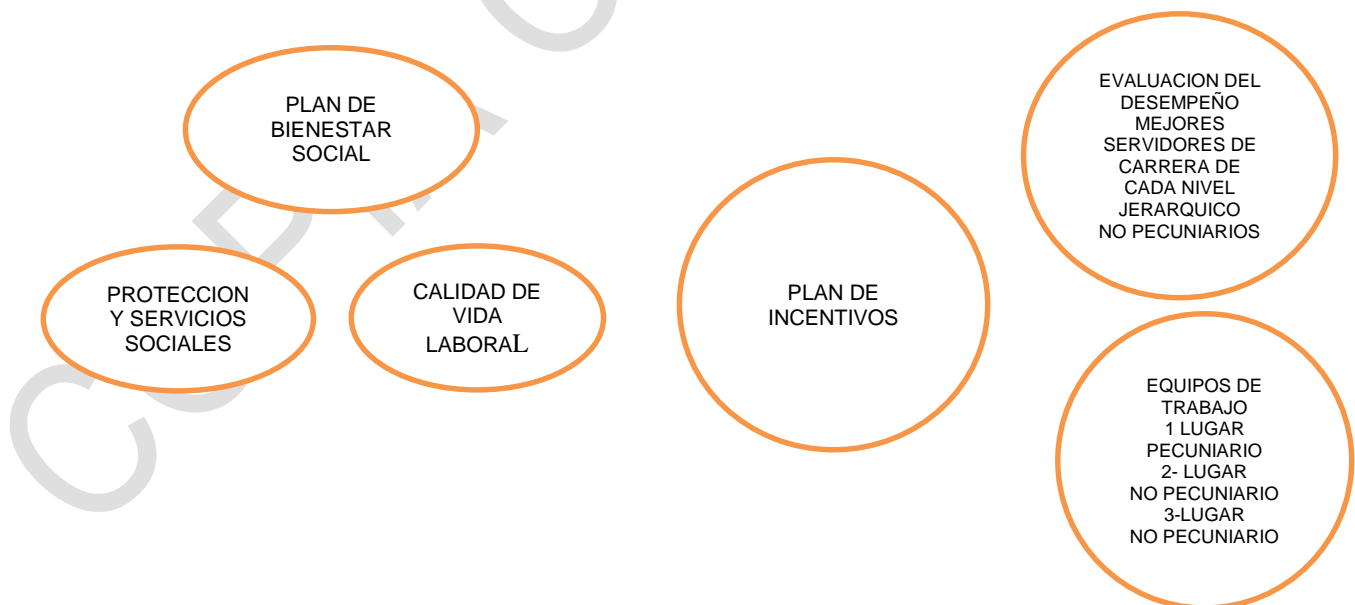 PLAN DE
BIENESTAR
SOCIAL
PROTECCION
Y SERVICIOS
SOCIALES
CALIDAD DE
VIDA
LABORAL
PLAN DE
INCENTIVOS
EVALUACION DEL
DESEMPEÑO
MEJORES
SERVIDORES DE
CARRERA DE
CADA NIVEL
JERARQUICO
NO PECUNIARIOS
EQUIPOS DE
TRABAJO
1 LUGAR
PECUNIARIO
2- LUGAR
NO PECUNIARIO
3-LUGAR
NO PECUNIARIO